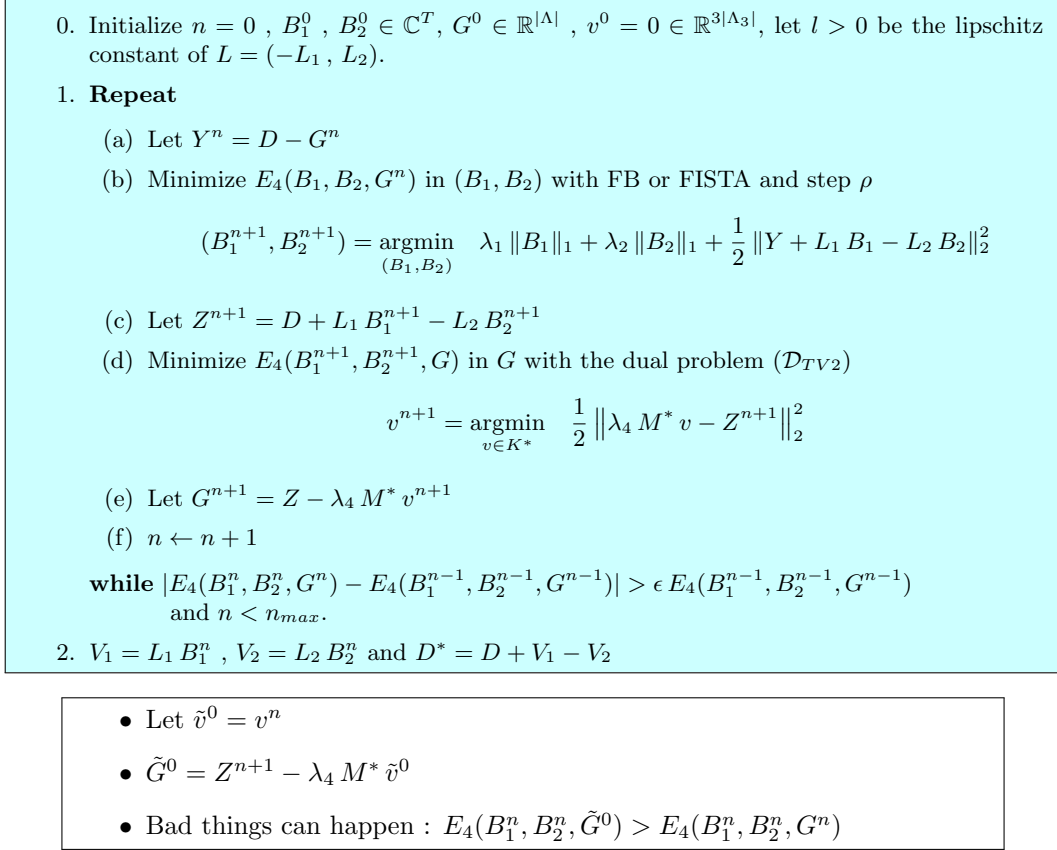 0. Initialize n = 0 , B_1^0 , B_2^0 ∈ ℂ^T, G^0 ∈ ℝ^{|Λ|} , v^0 = 0 ∈ ℝ^{3|Λ_3|}, let l > 0 be the lipschitz
constant of L = (−L_1 , L_2).
1. Repeat
(a) Let Y^n = D − G^n
(b) Minimize E_4(B_1, B_2, G^n) in (B_1, B_2) with FB or FISTA and step ρ
(B_1^{n+1}, B_2^{n+1}) = argmin_{(B_1,B_2)} λ_1 ‖B_1‖_1 + λ_2 ‖B_2‖_1 + \frac{1}{2} ‖Y + L_1 B_1 − L_2 B_2‖_2^2
(c) Let Z^{n+1} = D + L_1 B_1^{n+1} − L_2 B_2^{n+1}
(d) Minimize E_4(B_1^{n+1}, B_2^{n+1}, G) in G with the dual problem (𝒟_{TV2})
v^{n+1} = argmin_{v∈K^*} \frac{1}{2} ‖λ_4 M^* v − Z^{n+1}‖_2^2
(e) Let G^{n+1} = Z − λ_4 M^* v^{n+1}
(f) n ← n + 1
while |E_4(B_1^n, B_2^n, G^n) − E_4(B_1^{n−1}, B_2^{n−1}, G^{n−1})| > ϵ E_4(B_1^{n−1}, B_2^{n−1}, G^{n−1})
and n < n_{max}.
2. V_1 = L_1 B_1^n , V_2 = L_2 B_2^n and D^* = D + V_1 − V_2
• Let ṽ^0 = v^n
• G̃^0 = Z^{n+1} − λ_4 M^* ṽ^0
• Bad things can happen : E_4(B_1^n, B_2^n, G̃^0) > E_4(B_1^n, B_2^n, G^n)